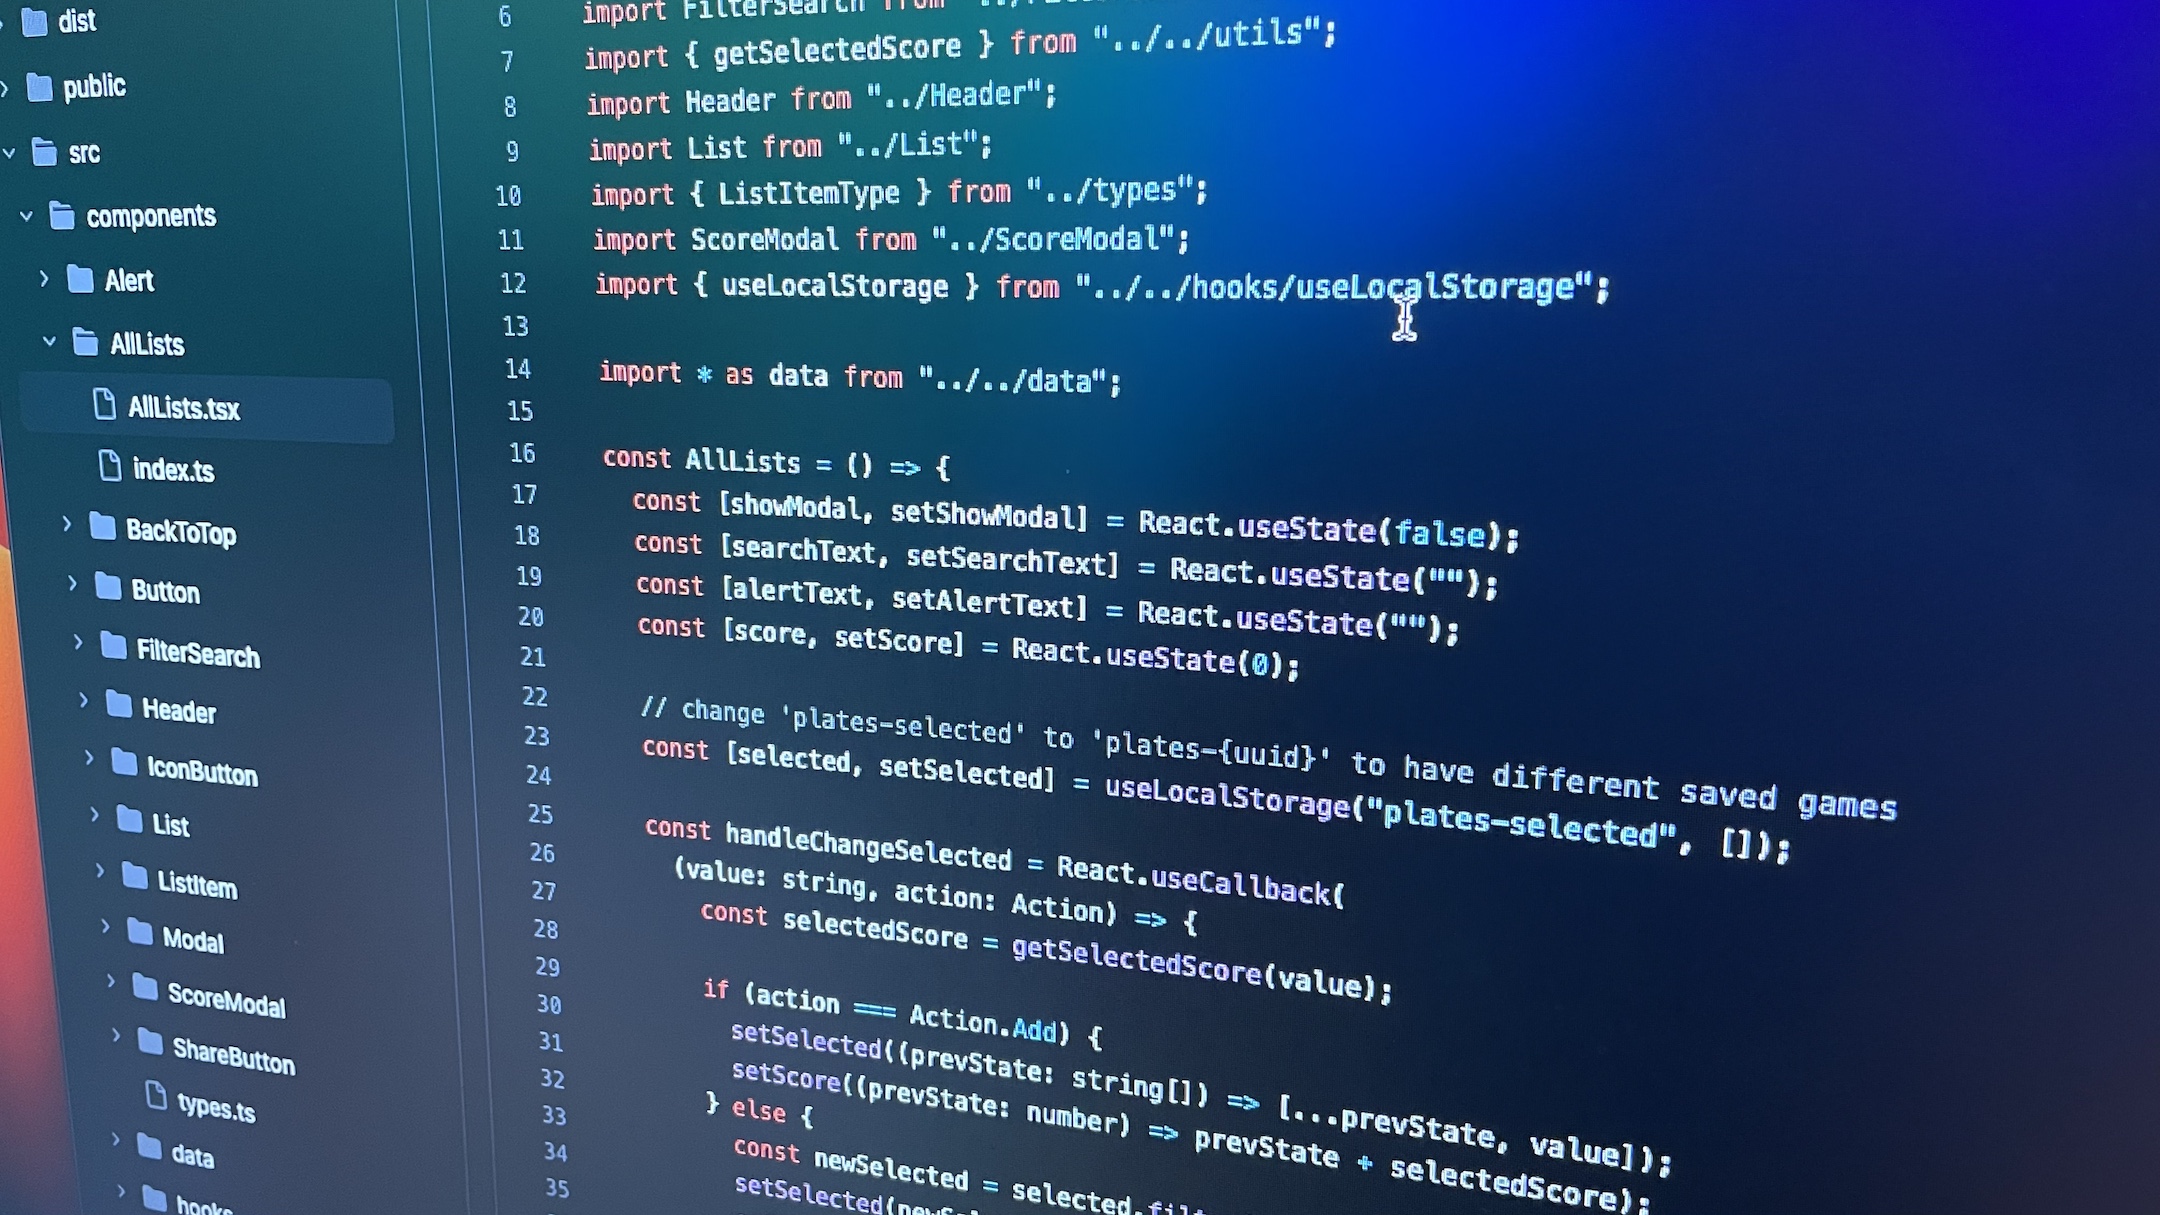 dist
public
src
components
Alert
AllLists
AllLists.tsx
index.ts
BackToTop
Button
FilterSearch
Header
IconButton
List
ListItem
Modal
ScoreModal
ShareButton
types.ts
data
hooks
6 import FilterSearch from
7 import { getSelectedScore } from "../../utils";
8 import Header from "../Header";
9 import List from "../List";
10 import { ListItemType } from "../types";
11 import ScoreModal from "../ScoreModal";
12 import { useLocalStorage } from "../../hooks/useLocalStorage";
13
14 import * as data from "../../data";
15
16 const AllLists = () => {
17 const [showModal, setShowModal] = React.useState(false);
18 const [searchText, setSearchText] = React.useState("");
19 const [alertText, setAlertText] = React.useState("");
20 const [score, setScore] = React.useState(0);
21
22 // change 'plates-selected' to 'plates-{uuid}' to have different saved games
23 const [selected, setSelected] = useLocalStorage("plates-selected", []);
24
25 const handleChangeSelected = React.useCallback(
26 (value: string, action: Action) => {
27 const selectedScore = getSelectedScore(value);
28
29 if (action === Action.Add) {
30 setSelected((prevState: string[]) => [...prevState, value]);
31 setScore((prevState: number) => prevState + selectedScore);
32 } else {
33 const newSelected = selected.filt
34 setSelected(newSel
35